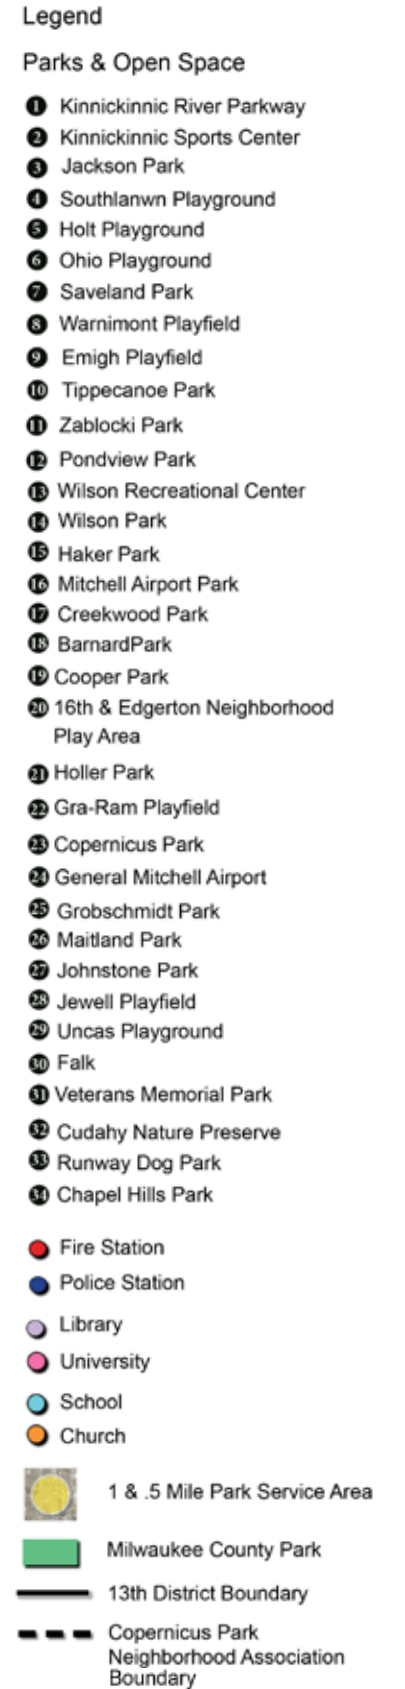 Legend
Parks & Open Space
1 Kinnickinnic River Parkway
2 Kinnickinnic Sports Center
3 Jackson Park
4 Southlanwn Playground
5 Holt Playground
6 Ohio Playground
7 Saveland Park
8 Warnimont Playfield
9 Emigh Playfield
10 Tippecanoe Park
11 Zablocki Park
12 Pondview Park
13 Wilson Recreational Center
14 Wilson Park
15 Haker Park
16 Mitchell Airport Park
17 Creekwood Park
18 BarnardPark
19 Cooper Park
20 16th & Edgerton Neighborhood
Play Area
21 Holler Park
22 Gra-Ram Playfield
23 Copernicus Park
24 General Mitchell Airport
25 Grobschmidt Park
26 Maitland Park
27 Johnstone Park
28 Jewell Playfield
29 Uncas Playground
30 Falk
31 Veterans Memorial Park
32 Cudahy Nature Preserve
33 Runway Dog Park
34 Chapel Hills Park
Fire Station
Police Station
Library
University
School
Church
1 & .5 Mile Park Service Area
Milwaukee County Park
13th District Boundary
Copernicus Park
Neighborhood Association
Boundary